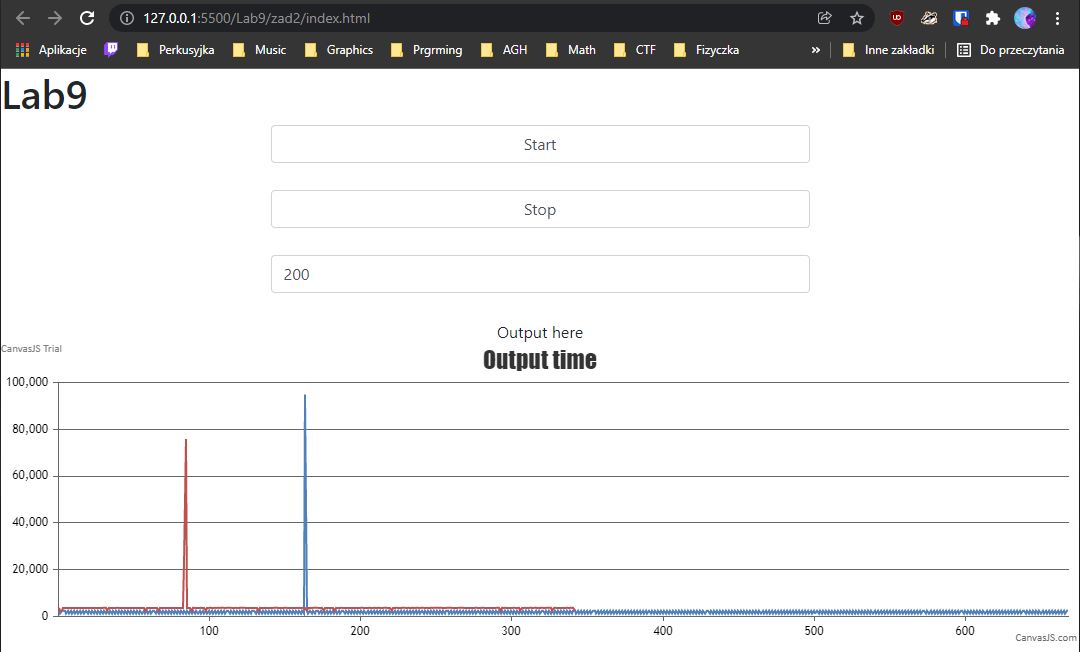 127.0.0.1:5500/Lab9/zad2/index.html
Aplikacje Perkusyjka Music Graphics Prgrming AGH Math CTF Fizyczka » Inne zakładki Do przeczytania
Lab9
Start
Stop
200
Output here
CanvasJS Trial
Output time
100,000
80,000
60,000
40,000
20,000
0
100 200 300 400 500 600
CanvasJS.com